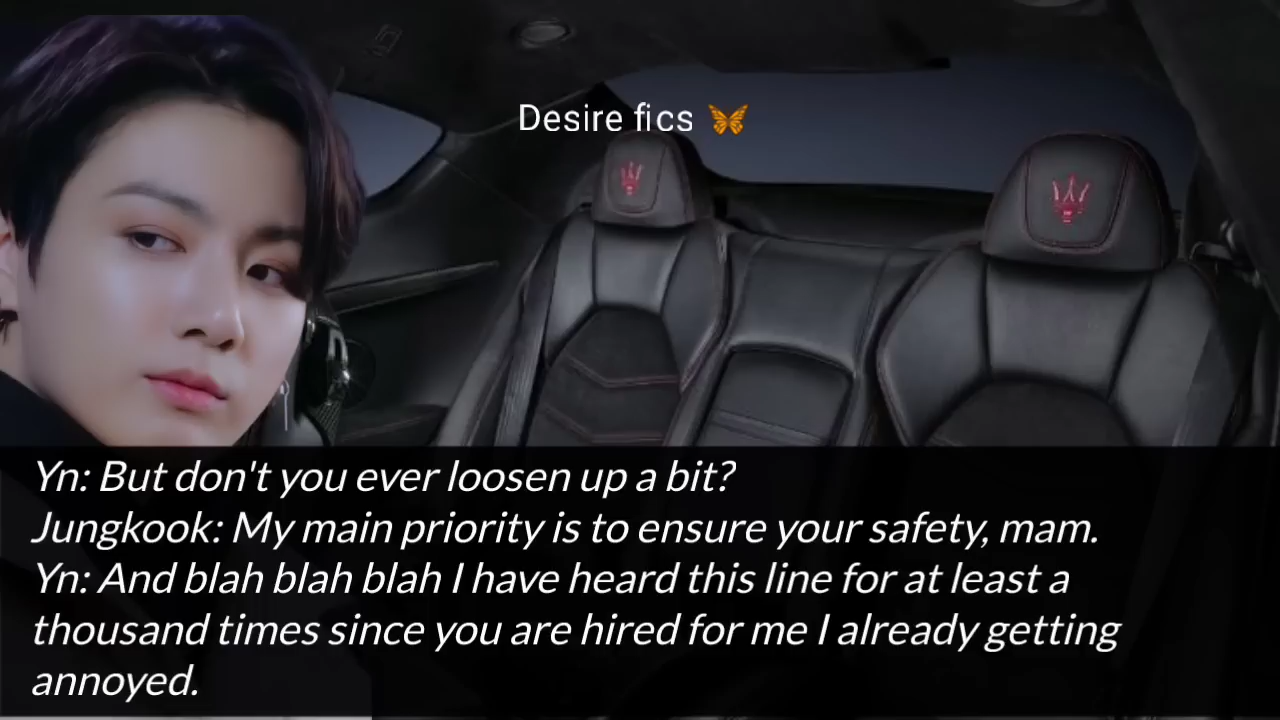 Desire fics 🦋
Yn: But don't you ever loosen up a bit?
Jungkook: My main priority is to ensure your safety, mam.
Yn: And blah blah blah I have heard this line for at least a
thousand times since you are hired for me I already getting
annoyed.